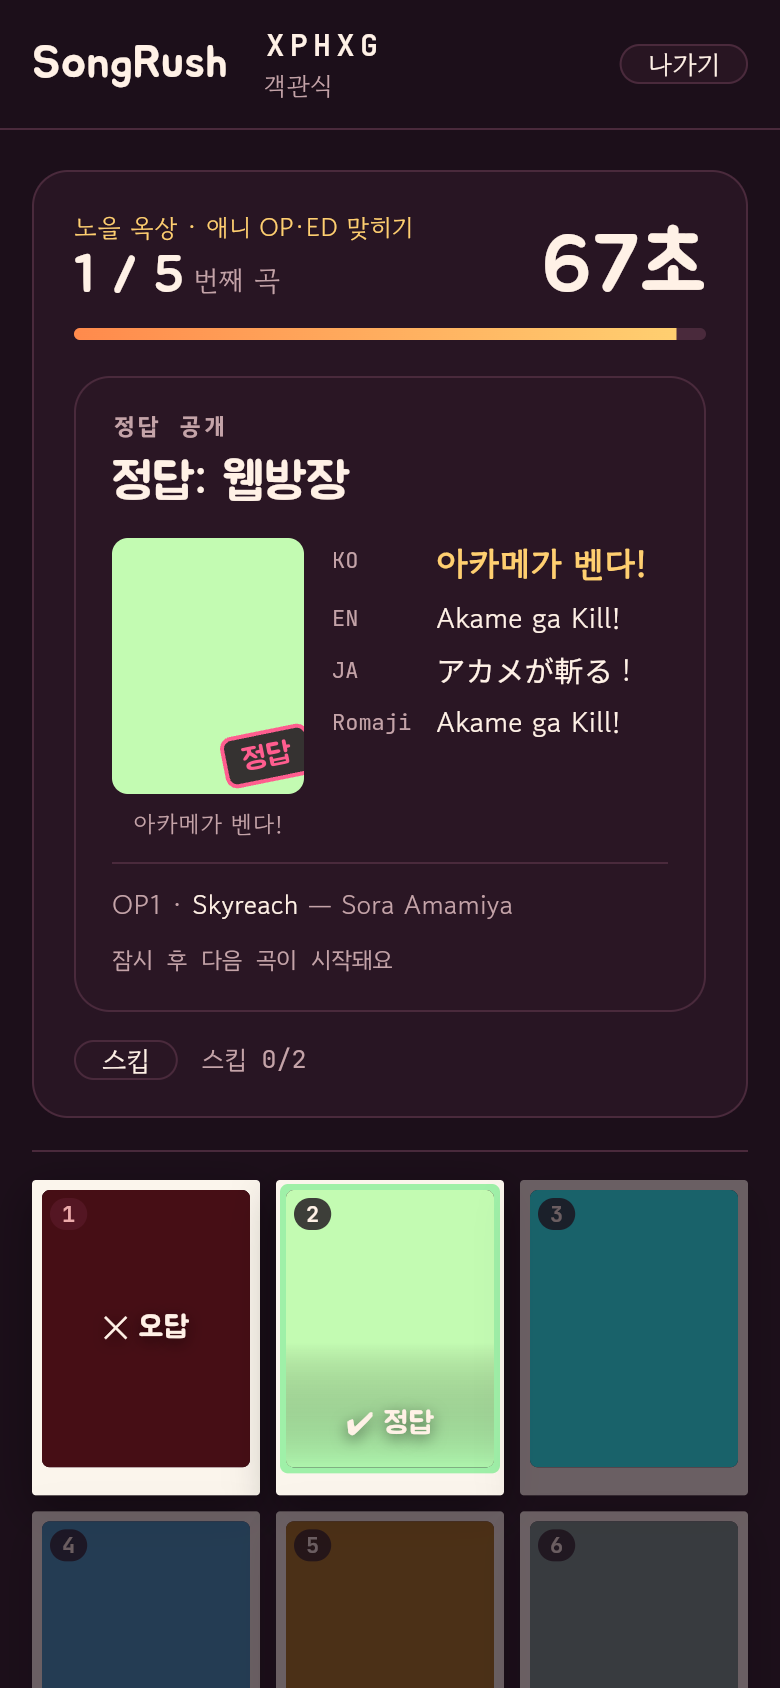 SongRush
XPHXG
객관식
나가기
노을 옥상 · 애니 OP·ED 맞히기
1 / 5 번째 곡
67초
정답 공개
정답: 웹방장
정답
아카메가 벤다!
KO 아카메가 벤다!
EN Akame ga Kill!
JA アカメが斬る！
Romaji Akame ga Kill!
OP1 · Skyreach — Sora Amamiya
잠시 후 다음 곡이 시작돼요
스킵 스킵 0/2
1
✕ 오답
2
✔ 정답
3
4
5
6